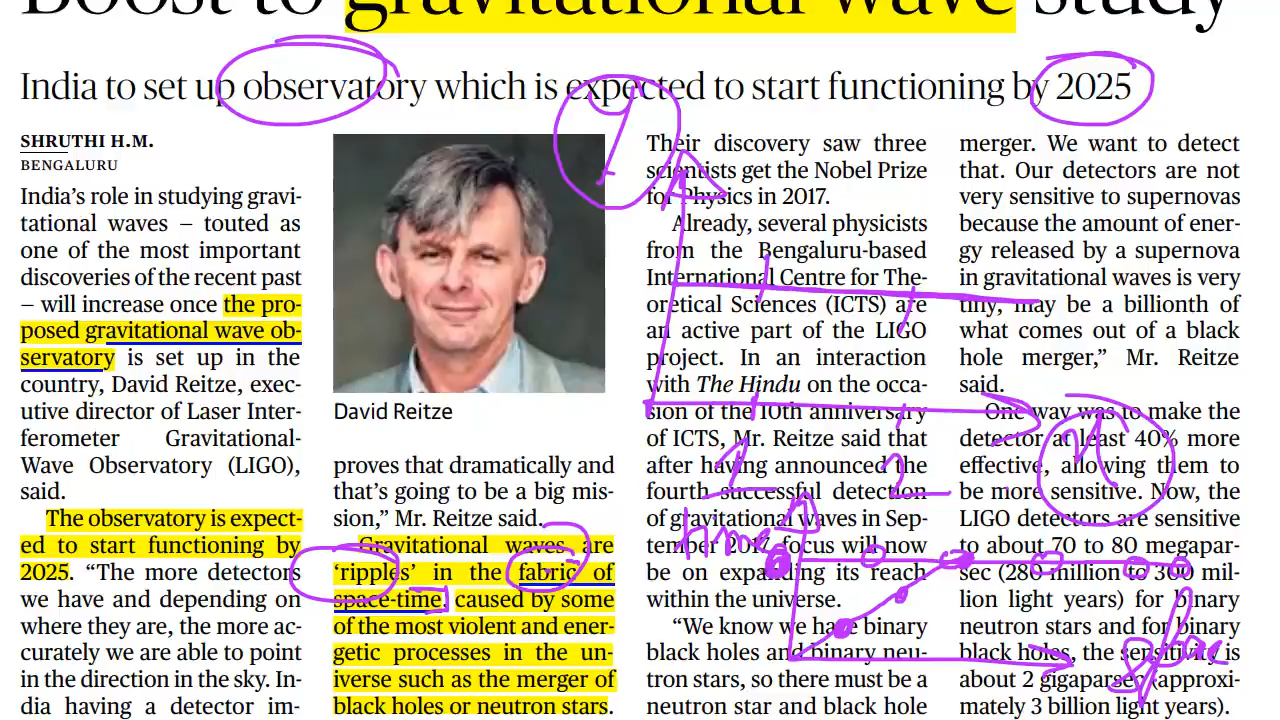 Boost to gravitational wave study
India to set up observatory which is expected to start functioning by 2025
SHRUTHI H.M.
BENGALURU
India's role in studying gravi-
tational waves – touted as
one of the most important
discoveries of the recent past
– will increase once the pro-
posed gravitational wave ob-
servatory is set up in the
country, David Reitze, exec-
utive director of Laser Inter-
ferometer Gravitational-
Wave Observatory (LIGO),
said.
The observatory is expect-
ed to start functioning by
2025. “The more detectors
we have and depending on
where they are, the more ac-
curately we are able to point
in the direction in the sky. In-
dia having a detector im-
David Reitze
proves that dramatically and
that's going to be a big mis-
sion,” Mr. Reitze said.
Gravitational waves are
‘ripples’ in the fabric of
space-time, caused by some
of the most violent and ener-
getic processes in the un-
iverse such as the merger of
black holes or neutron stars.
Their discovery saw three
scientists get the Nobel Prize
for Physics in 2017.
Already, several physicists
from the Bengaluru-based
International Centre for The-
oretical Sciences (ICTS) are
an active part of the LIGO
project. In an interaction
with The Hindu on the occa-
sion of the 10th anniversary
of ICTS, Mr. Reitze said that
after having announced the
fourth successful detection
of gravitational waves in Sep-
tember 2017, focus will now
be on expanding its reach
within the universe.
“We know we have binary
black holes and binary neu-
tron stars, so there must be a
neutron star and black hole
merger. We want to detect
that. Our detectors are not
very sensitive to supernovas
because the amount of ener-
gy released by a supernova
in gravitational waves is very
tiny, may be a billionth of
what comes out of a black
hole merger,” Mr. Reitze
said.
One way was to make the
detector at least 40% more
effective, allowing them to
be more sensitive. Now, the
LIGO detectors are sensitive
to about 70 to 80 megapar-
sec (280 million to 300 mil-
lion light years) for binary
neutron stars and for binary
black holes, the sensitivity is
about 2 gigaparsec (approxi-
mately 3 billion light years).
1
2
time